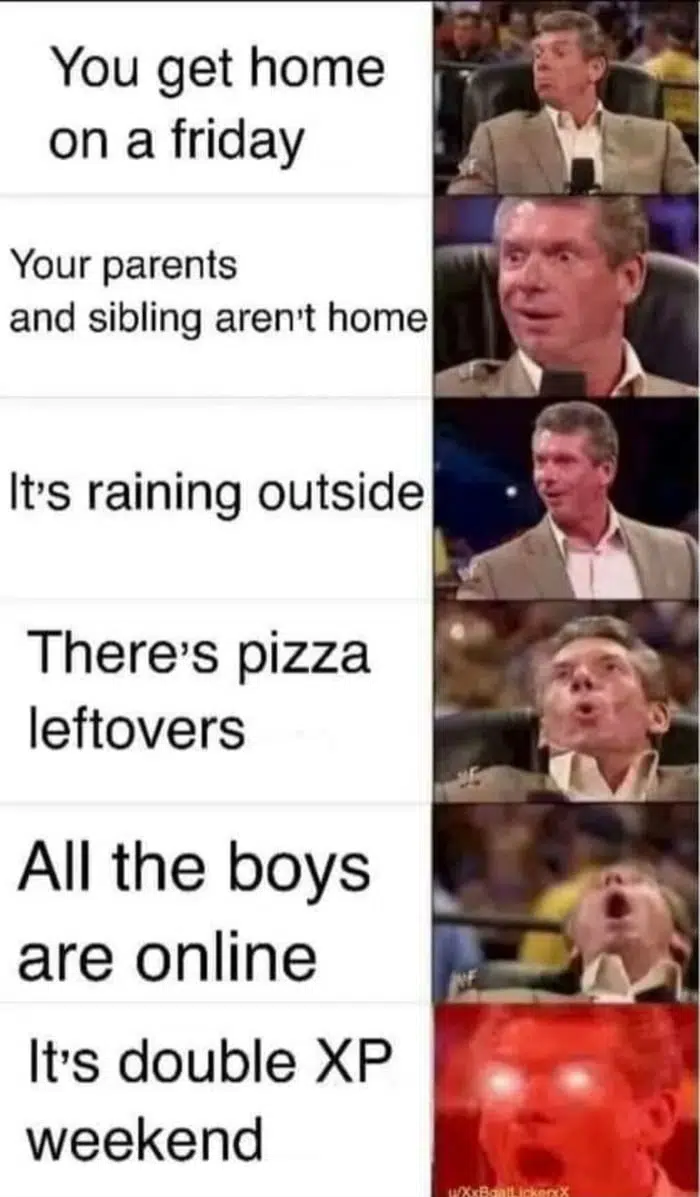 You get home
on a friday
Your parents
and sibling aren't home
It's raining outside
There's pizza
leftovers
All the boys
are online
It's double XP
weekend